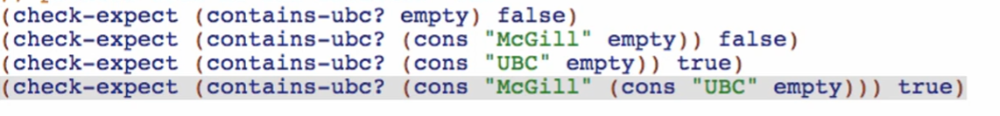 (check-expect (contains-ubc? empty) false)
(check-expect (contains-ubc? (cons "McGill" empty)) false)
(check-expect (contains-ubc? (cons "UBC" empty)) true)
(check-expect (contains-ubc? (cons "McGill" (cons "UBC" empty))) true)